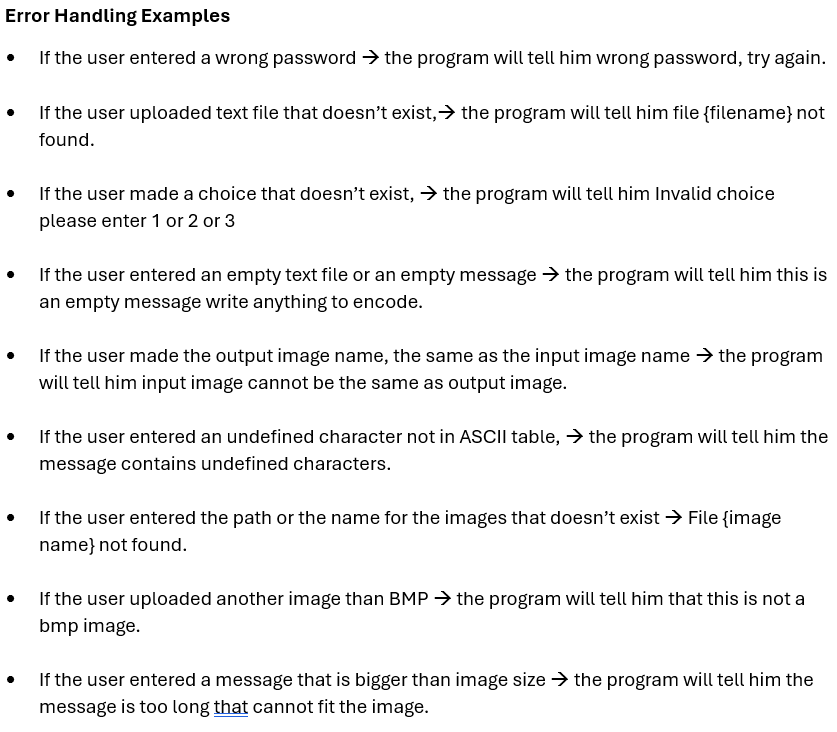 Error Handling Examples
• If the user entered a wrong password → the program will tell him wrong password, try again.
• If the user uploaded text file that doesn’t exist,→ the program will tell him file {filename} not
found.
• If the user made a choice that doesn’t exist, → the program will tell him Invalid choice
please enter 1 or 2 or 3
• If the user entered an empty text file or an empty message → the program will tell him this is
an empty message write anything to encode.
• If the user made the output image name, the same as the input image name → the program
will tell him input image cannot be the same as output image.
• If the user entered an undefined character not in ASCII table, → the program will tell him the
message contains undefined characters.
• If the user entered the path or the name for the images that doesn’t exist → File {image
name} not found.
• If the user uploaded another image than BMP → the program will tell him that this is not a
bmp image.
• If the user entered a message that is bigger than image size → the program will tell him the
message is too long that cannot fit the image.